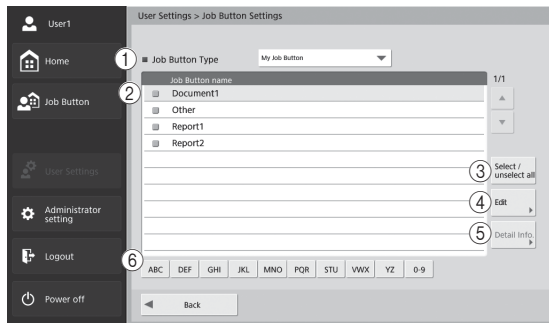 User1
Home
Job Button
User Settings
Administrator
setting
Logout
Power off
User Settings > Job Button Settings
1 ■ Job Button Type My Job Button
Job Button name 1/1
2 Document1
Other
Report1
Report2
3 Select /
unselect all
4 Edit
5 Detail Info.
6
ABC DEF GHI JKL MNO PQR STU VWX YZ 0-9
Back